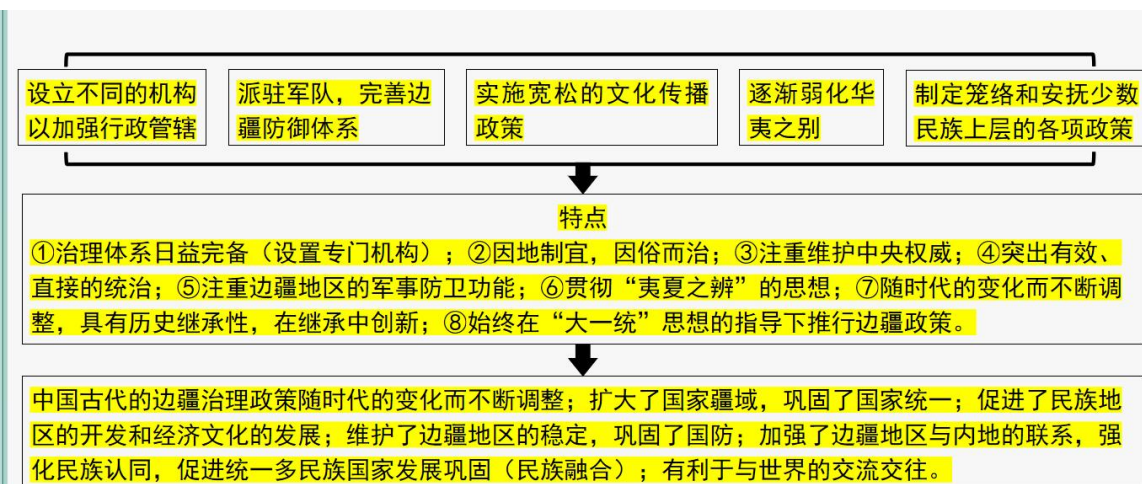 设立不同的机构
以加强行政管辖
派驻军队，完善边
疆防御体系
实施宽松的文化传播
政策
逐渐弱化华
夷之别
制定笼络和安抚少数
民族上层的各项政策
特点
①治理体系日益完备（设置专门机构）；②因地制宜，因俗而治；③注重维护中央权威；④突出有效、
直接的统治；⑤注重边疆地区的军事防卫功能；⑥贯彻“夷夏之辨”的思想；⑦随时代的变化而不断调
整，具有历史继承性，在继承中创新；⑧始终在“大一统”思想的指导下推行边疆政策。
中国古代的边疆治理政策随时代的变化而不断调整；扩大了国家疆域，巩固了国家统一；促进了民族地
区的开发和经济文化的发展；维护了边疆地区的稳定，巩固了国防；加强了边疆地区与内地的联系，强
化民族认同，促进统一多民族国家发展巩固（民族融合）；有利于与世界的交流交往。